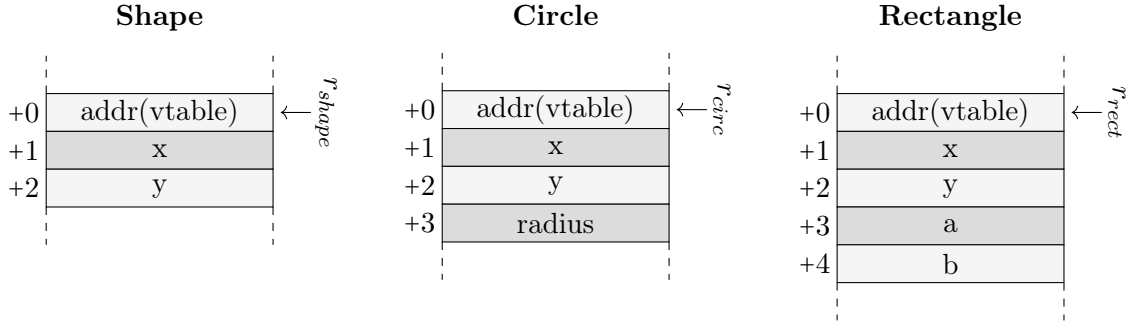 Shape
+0 addr(vtable) r_shape
+1 x
+2 y
Circle
+0 addr(vtable) r_circ
+1 x
+2 y
+3 radius
Rectangle
+0 addr(vtable) r_rect
+1 x
+2 y
+3 a
+4 b